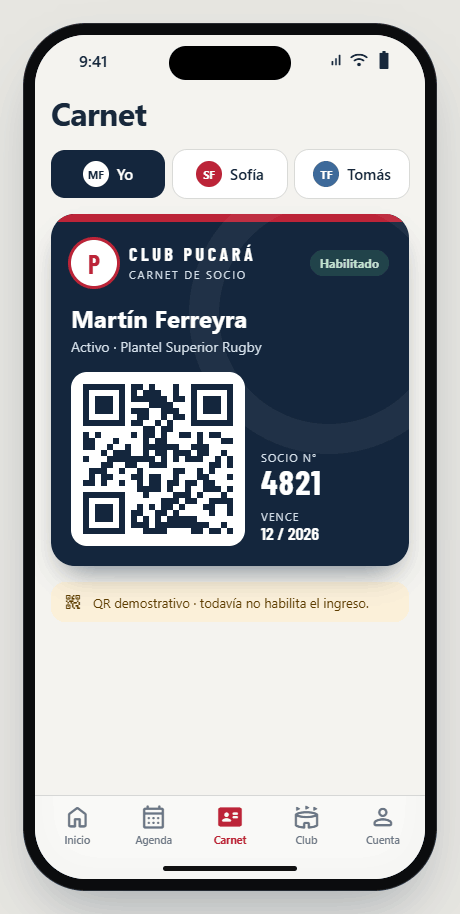 9:41
Carnet
MF Yo
SF Sofía
TF Tomás
P
CLUB PUCARÁ
CARNET DE SOCIO
Habilitado
Martín Ferreyra
Activo · Plantel Superior Rugby
SOCIO N°
4821
VENCE
12 / 2026
QR demostrativo · todavía no habilita el ingreso.
Inicio
Agenda
Carnet
Club
Cuenta